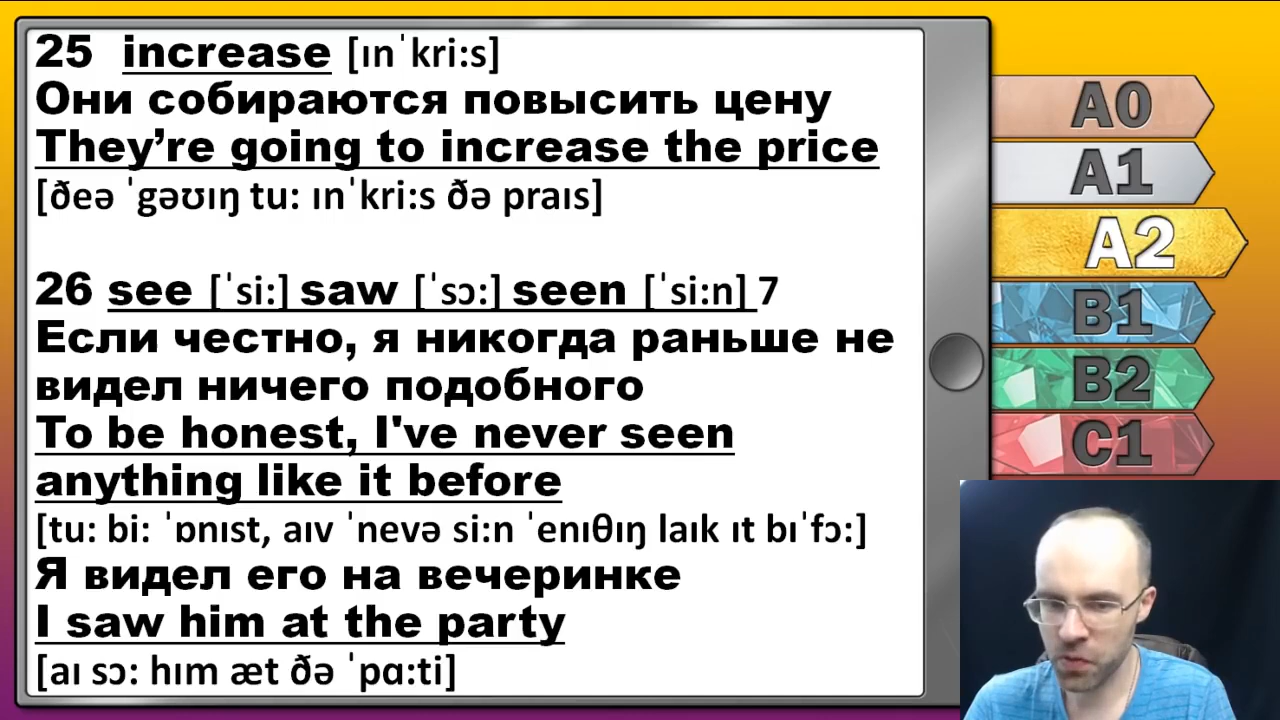 25 increase [ɪnˈkri:s]
Они собираются повысить цену
They’re going to increase the price
[ðeə ˈgəʊɪŋ tu: ɪnˈkri:s ðə praɪs]
26 see [ˈsi:] saw [ˈsɔ:] seen [ˈsi:n] 7
Если честно, я никогда раньше не
видел ничего подобного
To be honest, I've never seen
anything like it before
[tu: bi: ˈɒnɪst, aɪv ˈnevə si:n ˈenɪθɪŋ laɪk ɪt bɪˈfɔ:]
Я видел его на вечеринке
I saw him at the party
[aɪ sɔ: hɪm æt ðə ˈpɑ:ti]
A0
A1
A2
B1
B2
C1